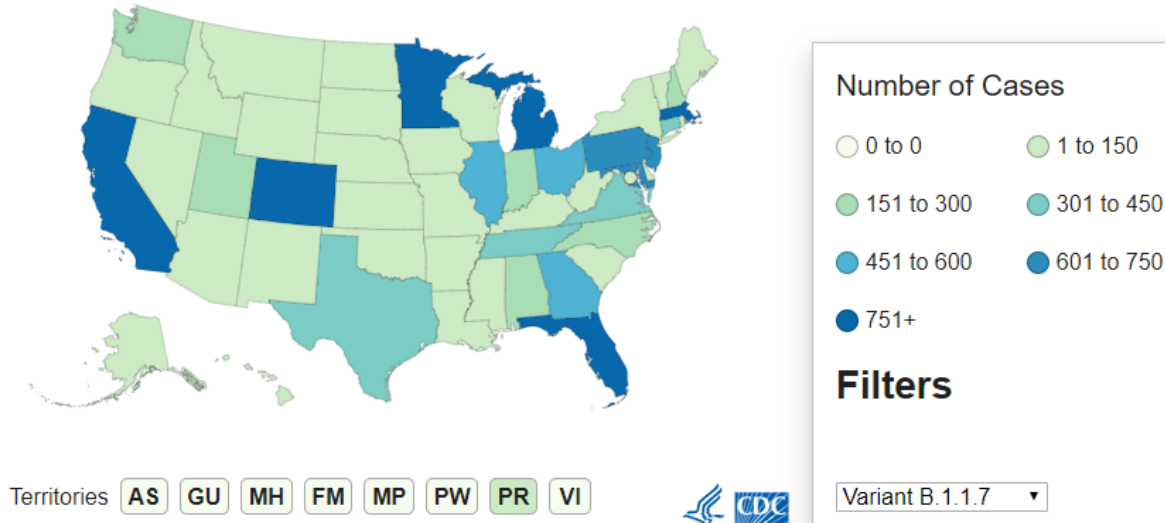 Number of Cases
0 to 0
1 to 150
151 to 300
301 to 450
451 to 600
601 to 750
751+
Filters
Variant B.1.1.7
Territories AS GU MH FM MP PW PR VI
CDC